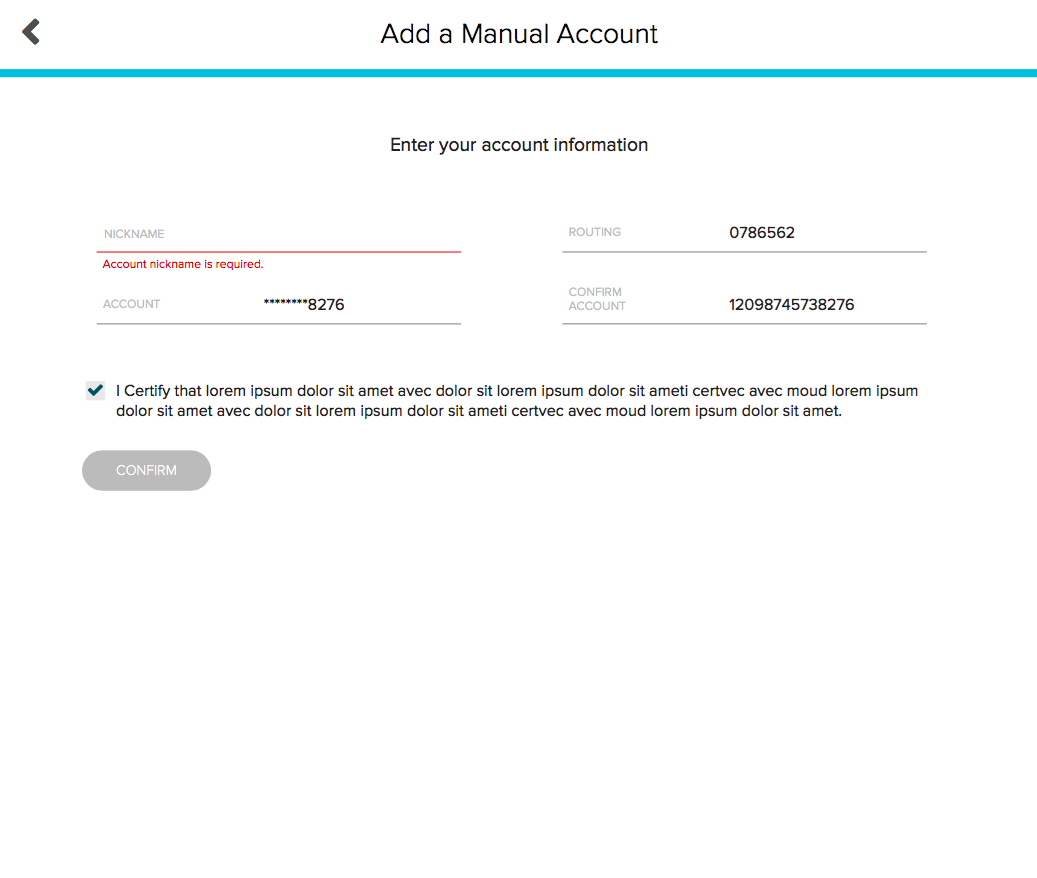 Add a Manual Account
Enter your account information
NICKNAME
Account nickname is required.
ROUTING 0786562
ACCOUNT ********8276
CONFIRM
ACCOUNT 12098745738276
I Certify that lorem ipsum dolor sit amet avec dolor sit lorem ipsum dolor sit ameti certvec avec moud lorem ipsum
dolor sit amet avec dolor sit lorem ipsum dolor sit ameti certvec avec moud lorem ipsum dolor sit amet.
CONFIRM